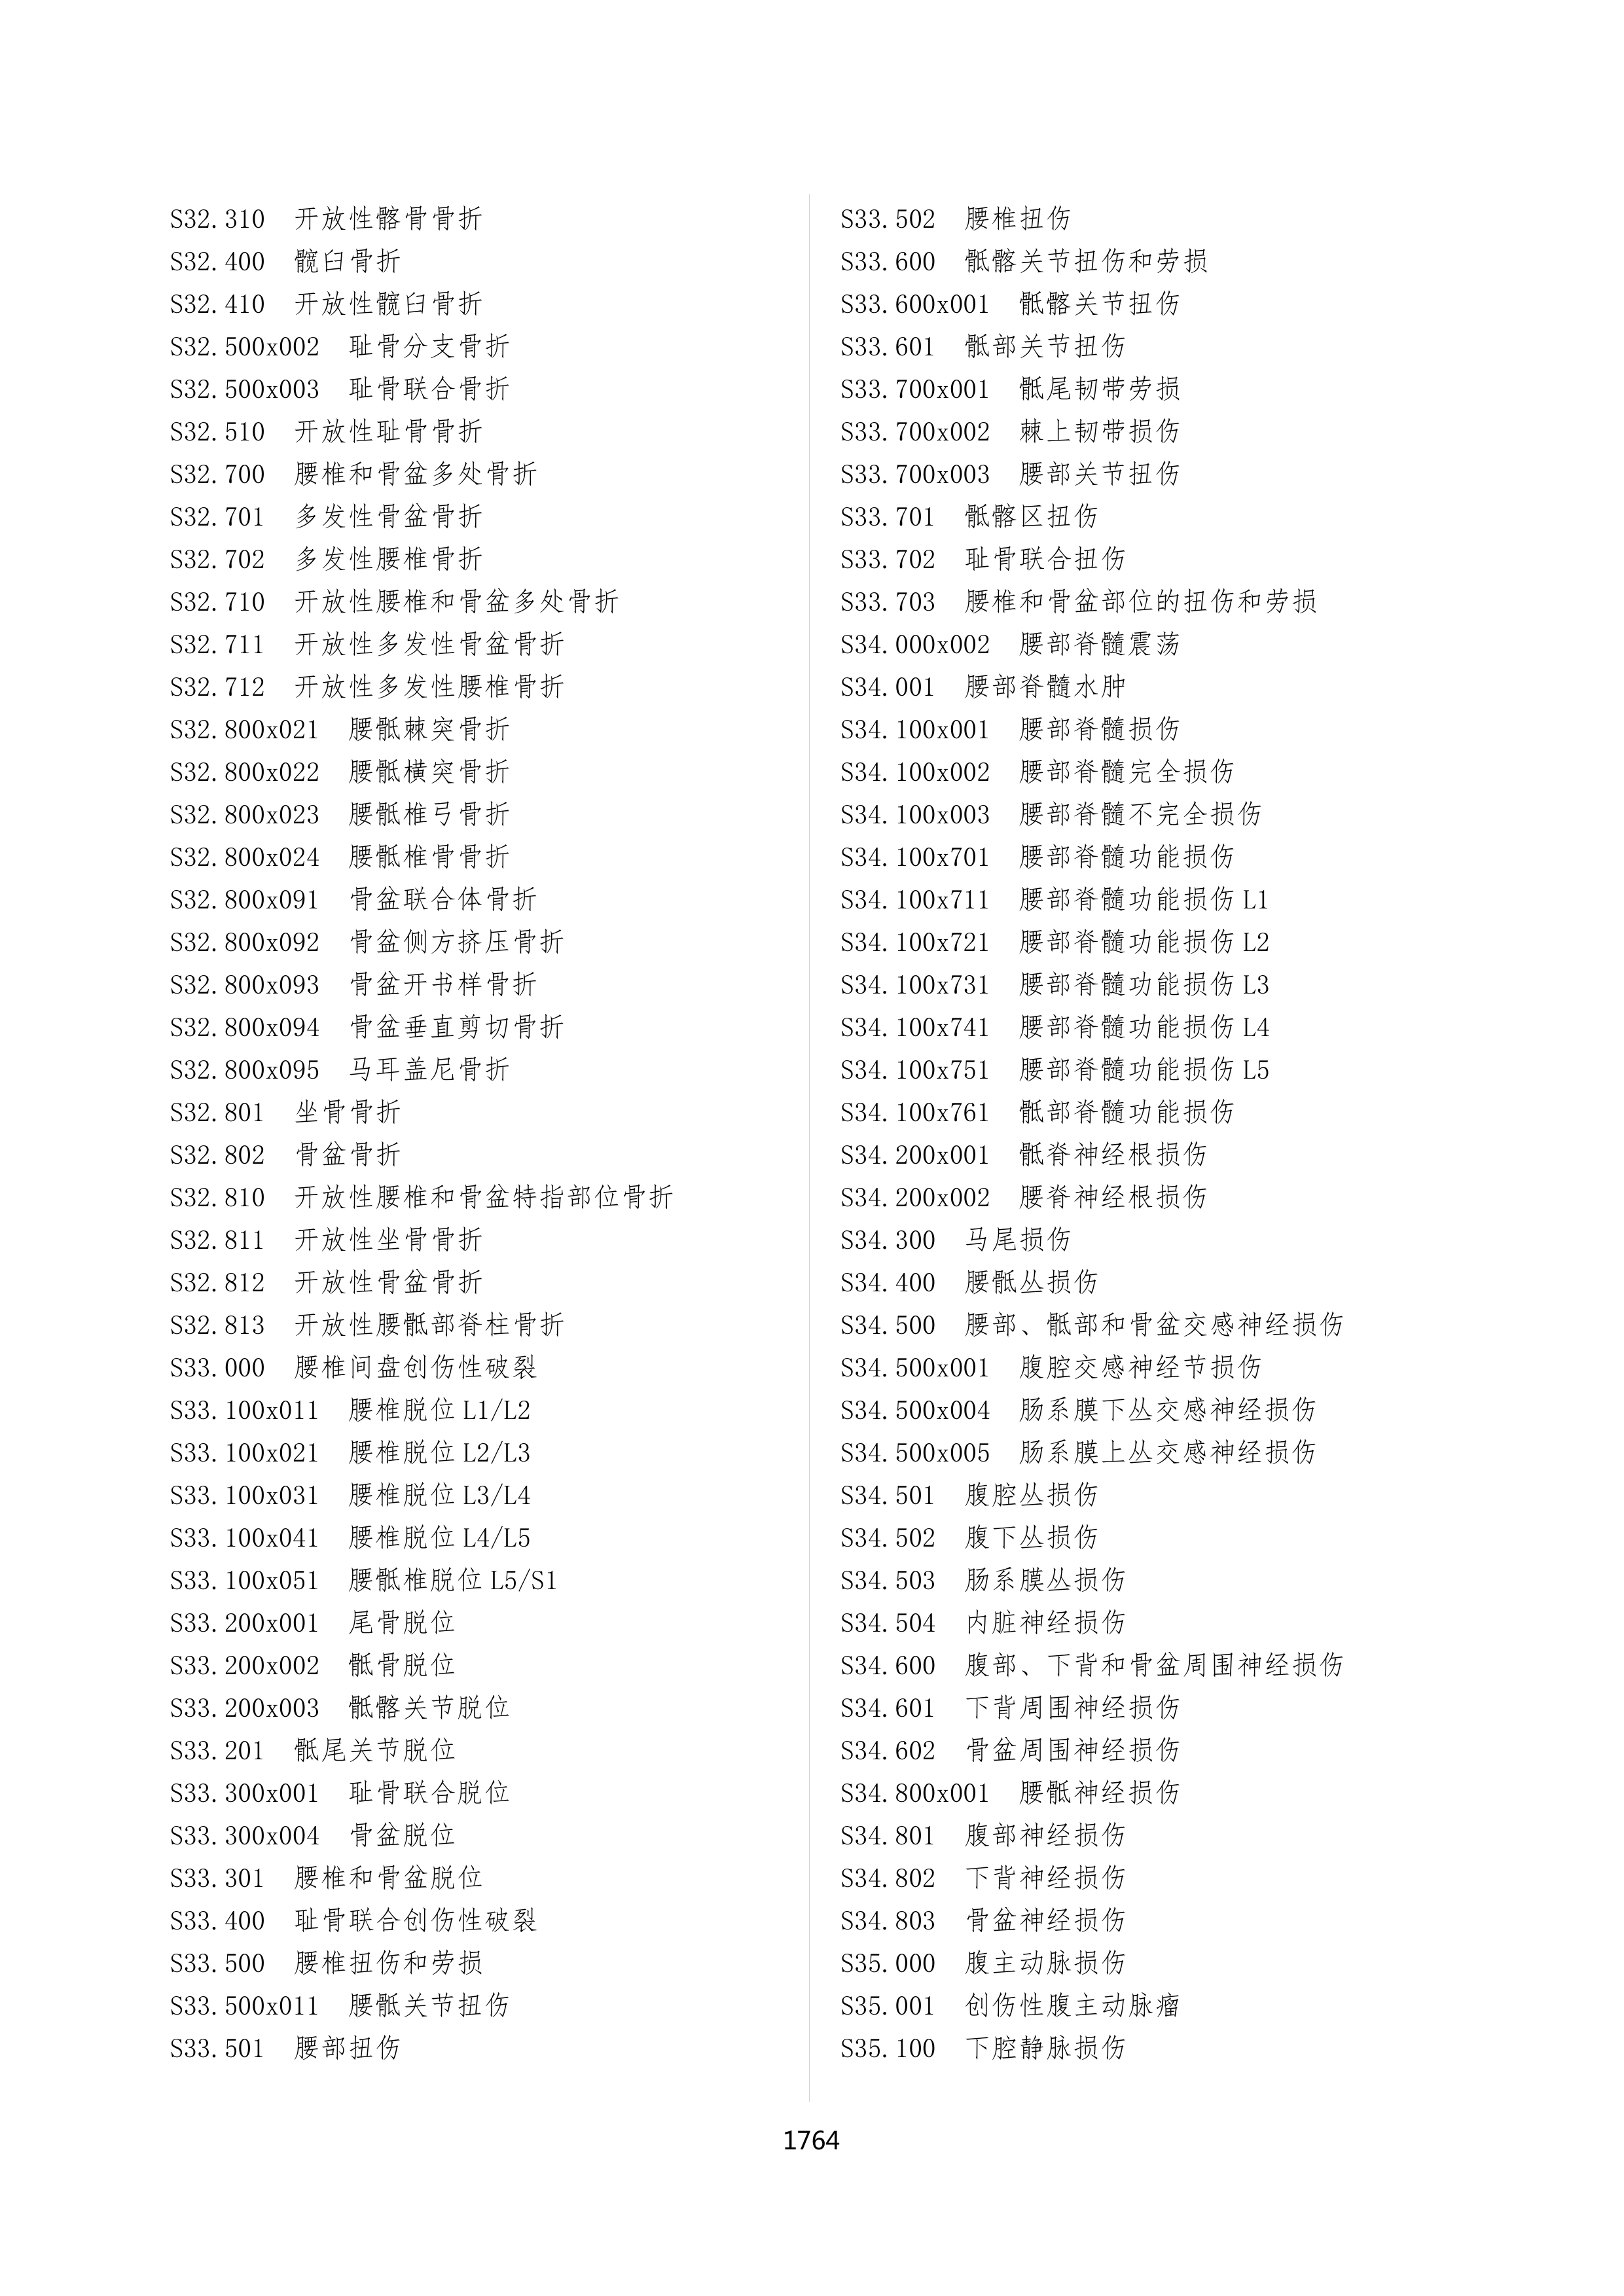 S32.310 开放性髂骨骨折
S32.400 髋臼骨折
S32.410 开放性髋臼骨折
S32.500x002 耻骨分支骨折
S32.500x003 耻骨联合骨折
S32.510 开放性耻骨骨折
S32.700 腰椎和骨盆多处骨折
S32.701 多发性骨盆骨折
S32.702 多发性腰椎骨折
S32.710 开放性腰椎和骨盆多处骨折
S32.711 开放性多发性骨盆骨折
S32.712 开放性多发性腰椎骨折
S32.800x021 腰骶棘突骨折
S32.800x022 腰骶横突骨折
S32.800x023 腰骶椎弓骨折
S32.800x024 腰骶椎骨骨折
S32.800x091 骨盆联合体骨折
S32.800x092 骨盆侧方挤压骨折
S32.800x093 骨盆开书样骨折
S32.800x094 骨盆垂直剪切骨折
S32.800x095 马耳盖尼骨折
S32.801 坐骨骨折
S32.802 骨盆骨折
S32.810 开放性腰椎和骨盆特指部位骨折
S32.811 开放性坐骨骨折
S32.812 开放性骨盆骨折
S32.813 开放性腰骶部脊柱骨折
S33.000 腰椎间盘创伤性破裂
S33.100x011 腰椎脱位 L1/L2
S33.100x021 腰椎脱位 L2/L3
S33.100x031 腰椎脱位 L3/L4
S33.100x041 腰椎脱位 L4/L5
S33.100x051 腰骶椎脱位 L5/S1
S33.200x001 尾骨脱位
S33.200x002 骶骨脱位
S33.200x003 骶髂关节脱位
S33.201 骶尾关节脱位
S33.300x001 耻骨联合脱位
S33.300x004 骨盆脱位
S33.301 腰椎和骨盆脱位
S33.400 耻骨联合创伤性破裂
S33.500 腰椎扭伤和劳损
S33.500x011 腰骶关节扭伤
S33.501 腰部扭伤
S33.502 腰椎扭伤
S33.600 骶髂关节扭伤和劳损
S33.600x001 骶髂关节扭伤
S33.601 骶部关节扭伤
S33.700x001 骶尾韧带劳损
S33.700x002 棘上韧带损伤
S33.700x003 腰部关节扭伤
S33.701 骶髂区扭伤
S33.702 耻骨联合扭伤
S33.703 腰椎和骨盆部位的扭伤和劳损
S34.000x002 腰部脊髓震荡
S34.001 腰部脊髓水肿
S34.100x001 腰部脊髓损伤
S34.100x002 腰部脊髓完全损伤
S34.100x003 腰部脊髓不完全损伤
S34.100x701 腰部脊髓功能损伤
S34.100x711 腰部脊髓功能损伤 L1
S34.100x721 腰部脊髓功能损伤 L2
S34.100x731 腰部脊髓功能损伤 L3
S34.100x741 腰部脊髓功能损伤 L4
S34.100x751 腰部脊髓功能损伤 L5
S34.100x761 骶部脊髓功能损伤
S34.200x001 骶脊神经根损伤
S34.200x002 腰脊神经根损伤
S34.300 马尾损伤
S34.400 腰骶丛损伤
S34.500 腰部、骶部和骨盆交感神经损伤
S34.500x001 腹腔交感神经节损伤
S34.500x004 肠系膜下丛交感神经损伤
S34.500x005 肠系膜上丛交感神经损伤
S34.501 腹腔丛损伤
S34.502 腹下丛损伤
S34.503 肠系膜丛损伤
S34.504 内脏神经损伤
S34.600 腹部、下背和骨盆周围神经损伤
S34.601 下背周围神经损伤
S34.602 骨盆周围神经损伤
S34.800x001 腰骶神经损伤
S34.801 腹部神经损伤
S34.802 下背神经损伤
S34.803 骨盆神经损伤
S35.000 腹主动脉损伤
S35.001 创伤性腹主动脉瘤
S35.100 下腔静脉损伤
1764